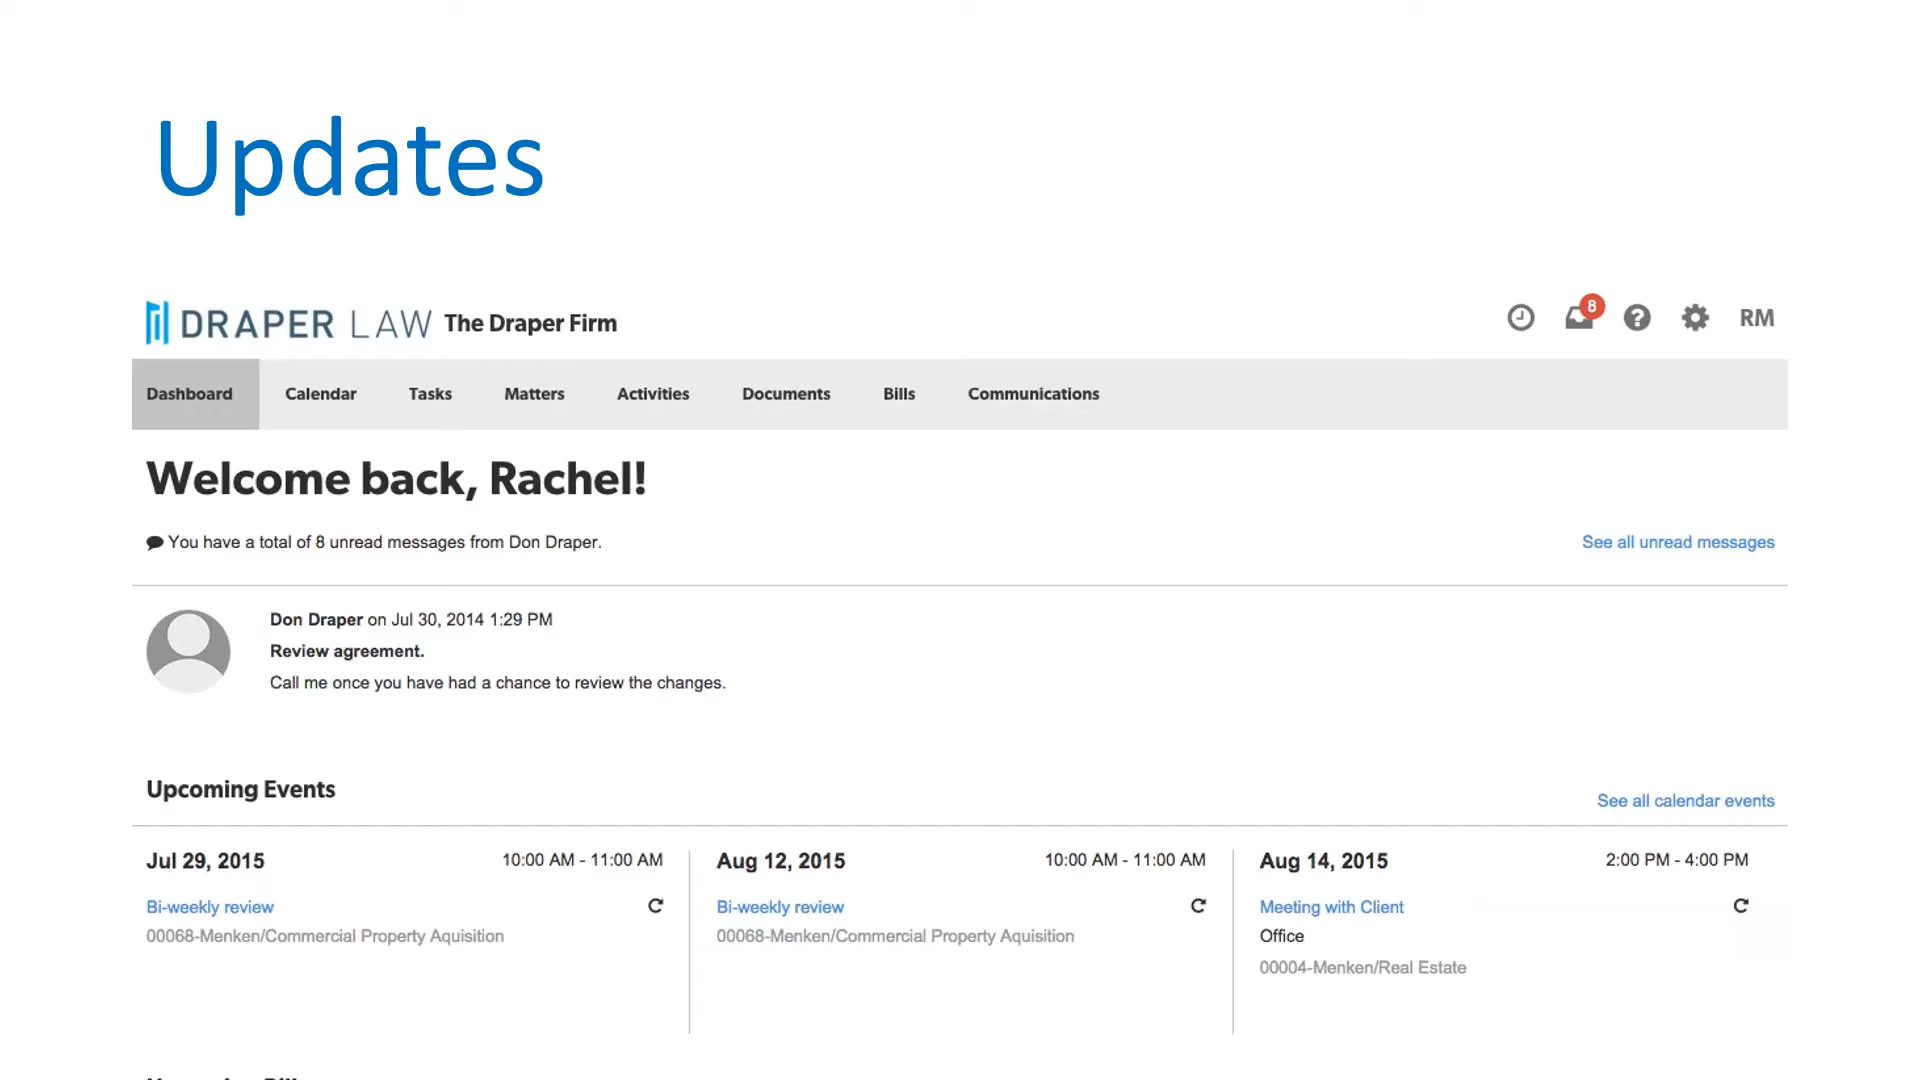 Updates
DRAPER LAW The Draper Firm
8
RM
Dashboard Calendar Tasks Matters Activities Documents Bills Communications
Welcome back, Rachel!
You have a total of 8 unread messages from Don Draper. See all unread messages
Don Draper on Jul 30, 2014 1:29 PM
Review agreement.
Call me once you have had a chance to review the changes.
Upcoming Events
See all calendar events
Jul 29, 2015 10:00 AM - 11:00 AM
Bi-weekly review
00068-Menken/Commercial Property Aquisition
Aug 12, 2015 10:00 AM - 11:00 AM
Bi-weekly review
00068-Menken/Commercial Property Aquisition
Aug 14, 2015 2:00 PM - 4:00 PM
Meeting with Client
Office
00004-Menken/Real Estate